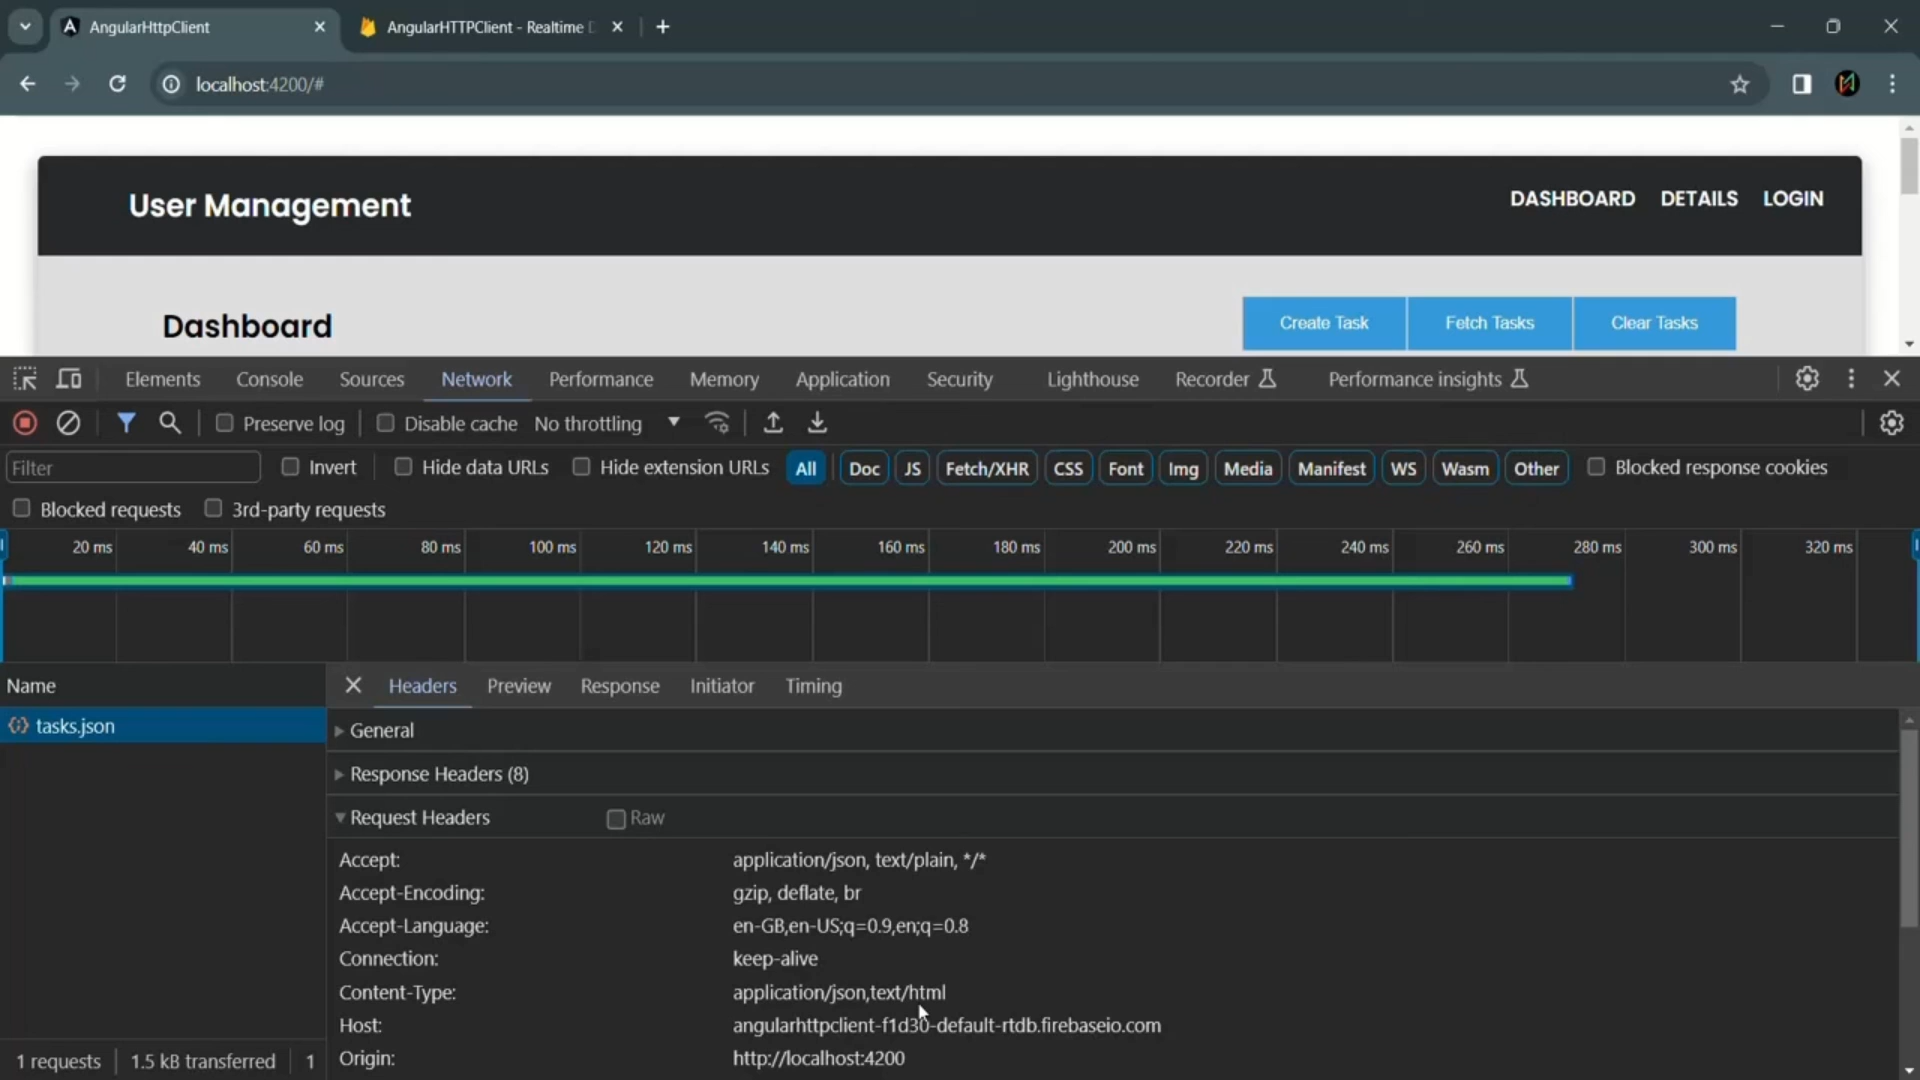 AngularHttpClient
AngularHTTPClient - Realtime
localhost:4200/#
User Management
DASHBOARD DETAILS LOGIN
Dashboard
Create Task Fetch Tasks Clear Tasks
Elements Console Sources Network Performance Memory Application Security Lighthouse Recorder Performance insights
Preserve log Disable cache No throttling
Filter Invert Hide data URLs Hide extension URLs All Doc JS Fetch/XHR CSS Font Img Media Manifest WS Wasm Other Blocked response cookies
Blocked requests 3rd-party requests
20 ms 40 ms 60 ms 80 ms 100 ms 120 ms 140 ms 160 ms 180 ms 200 ms 220 ms 240 ms 260 ms 280 ms 300 ms 320 ms
Name Headers Preview Response Initiator Timing
tasks.json
General
Response Headers (8)
Request Headers Raw
Accept: application/json, text/plain, */*
Accept-Encoding: gzip, deflate, br
Accept-Language: en-GB,en-US;q=0.9,en;q=0.8
Connection: keep-alive
Content-Type: application/json,text/html
Host: angularhttpclient-f1d30-default-rtdb.firebaseio.com
Origin: http://localhost:4200
1 requests 1.5 kB transferred 1